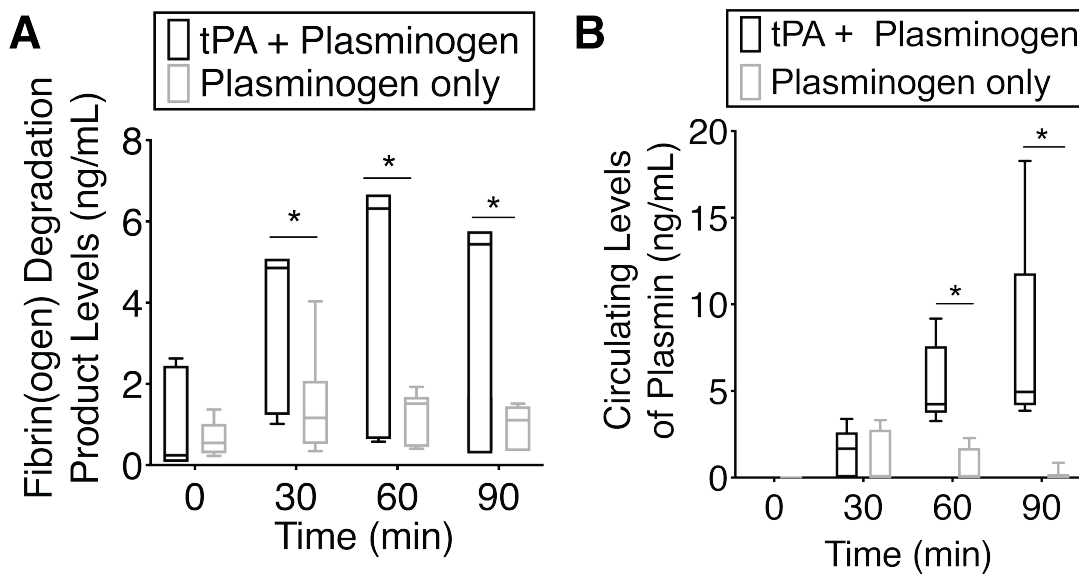 A
tPA + Plasminogen
Plasminogen only
Fibrin(ogen) Degradation
Product Levels (ng/mL)
8
6
4
2
0
*
*
*
0 30 60 90
Time (min)
B
tPA + Plasminogen
Plasminogen only
Circulating Levels
of Plasmin (ng/mL)
20
15
10
5
0
*
*
0 30 60 90
Time (min)